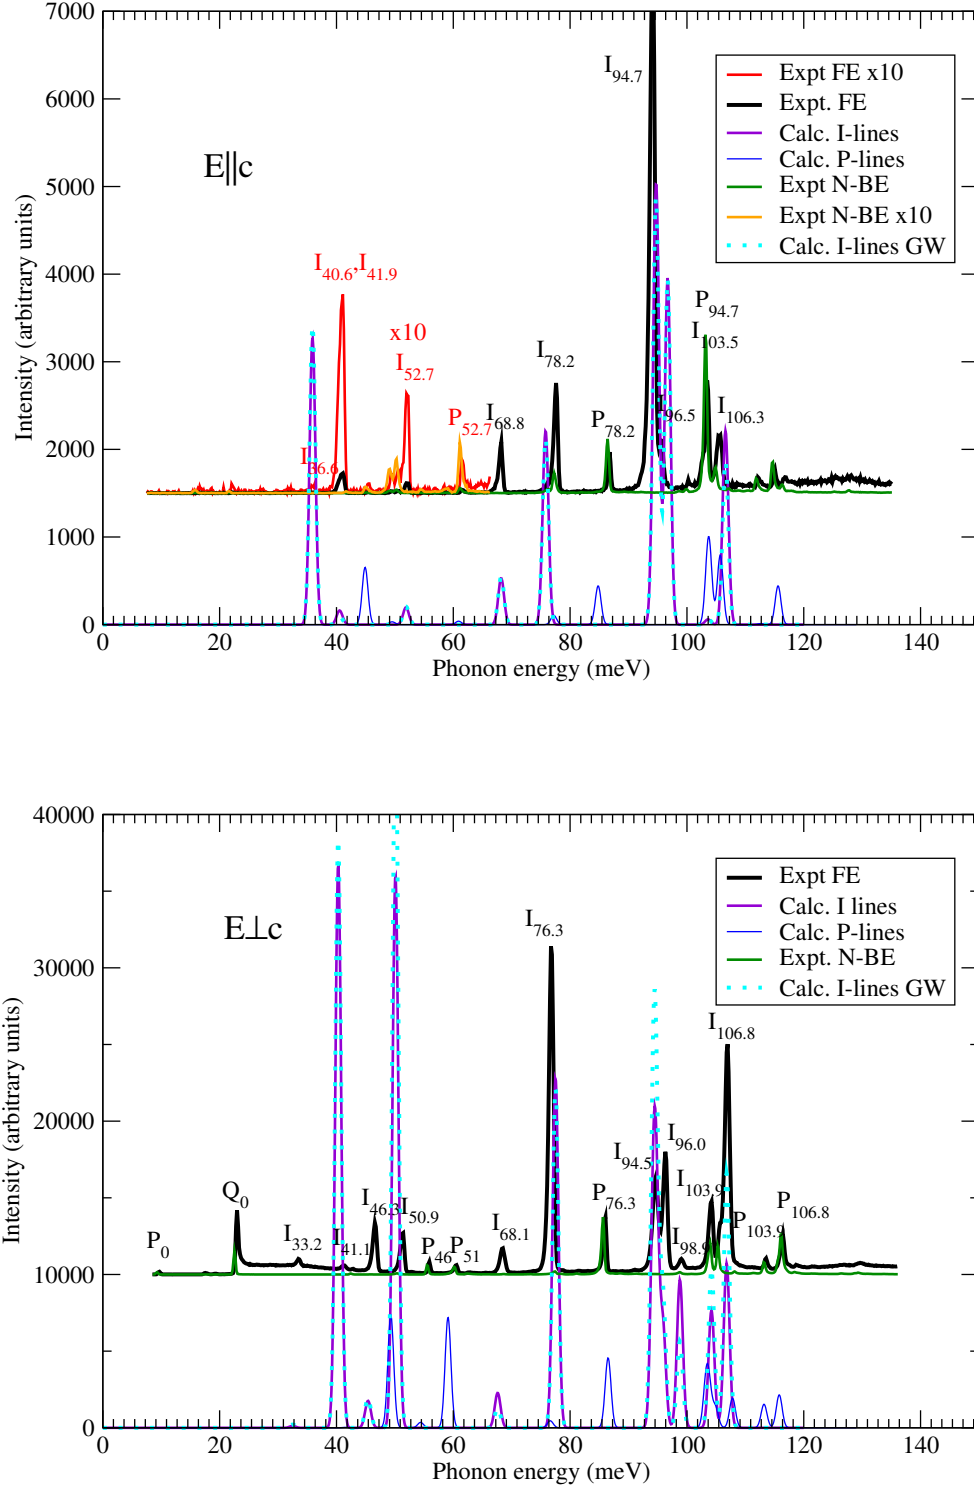 7000
6000
5000
4000
3000
2000
1000
0
Intensity (arbitrary units)
E||c
I94.7
Expt FE x10
Expt. FE
Calc. I-lines
Calc. P-lines
Expt N-BE
Expt N-BE x10
Calc. I-lines GW
I40.6,I41.9
x10
I52.7
I36.6
P52.7
I68.8
I78.2
P78.2
I96.5
P94.7
I103.5
I106.3
0 20 40 60 80 100 120 140
Phonon energy (meV)
40000
30000
20000
10000
0
Intensity (arbitrary units)
E⊥c
Expt FE
Calc. I lines
Calc. P-lines
Expt. N-BE
Calc. I-lines GW
I76.3
I106.8
I96.0
I94.5
I103.9
P0
Q0
I33.2
I41.1
I46.3
I50.9
P46
P51
I68.1
P76.3
I98.9
P103.9
P106.8
0 20 40 60 80 100 120 140
Phonon energy (meV)